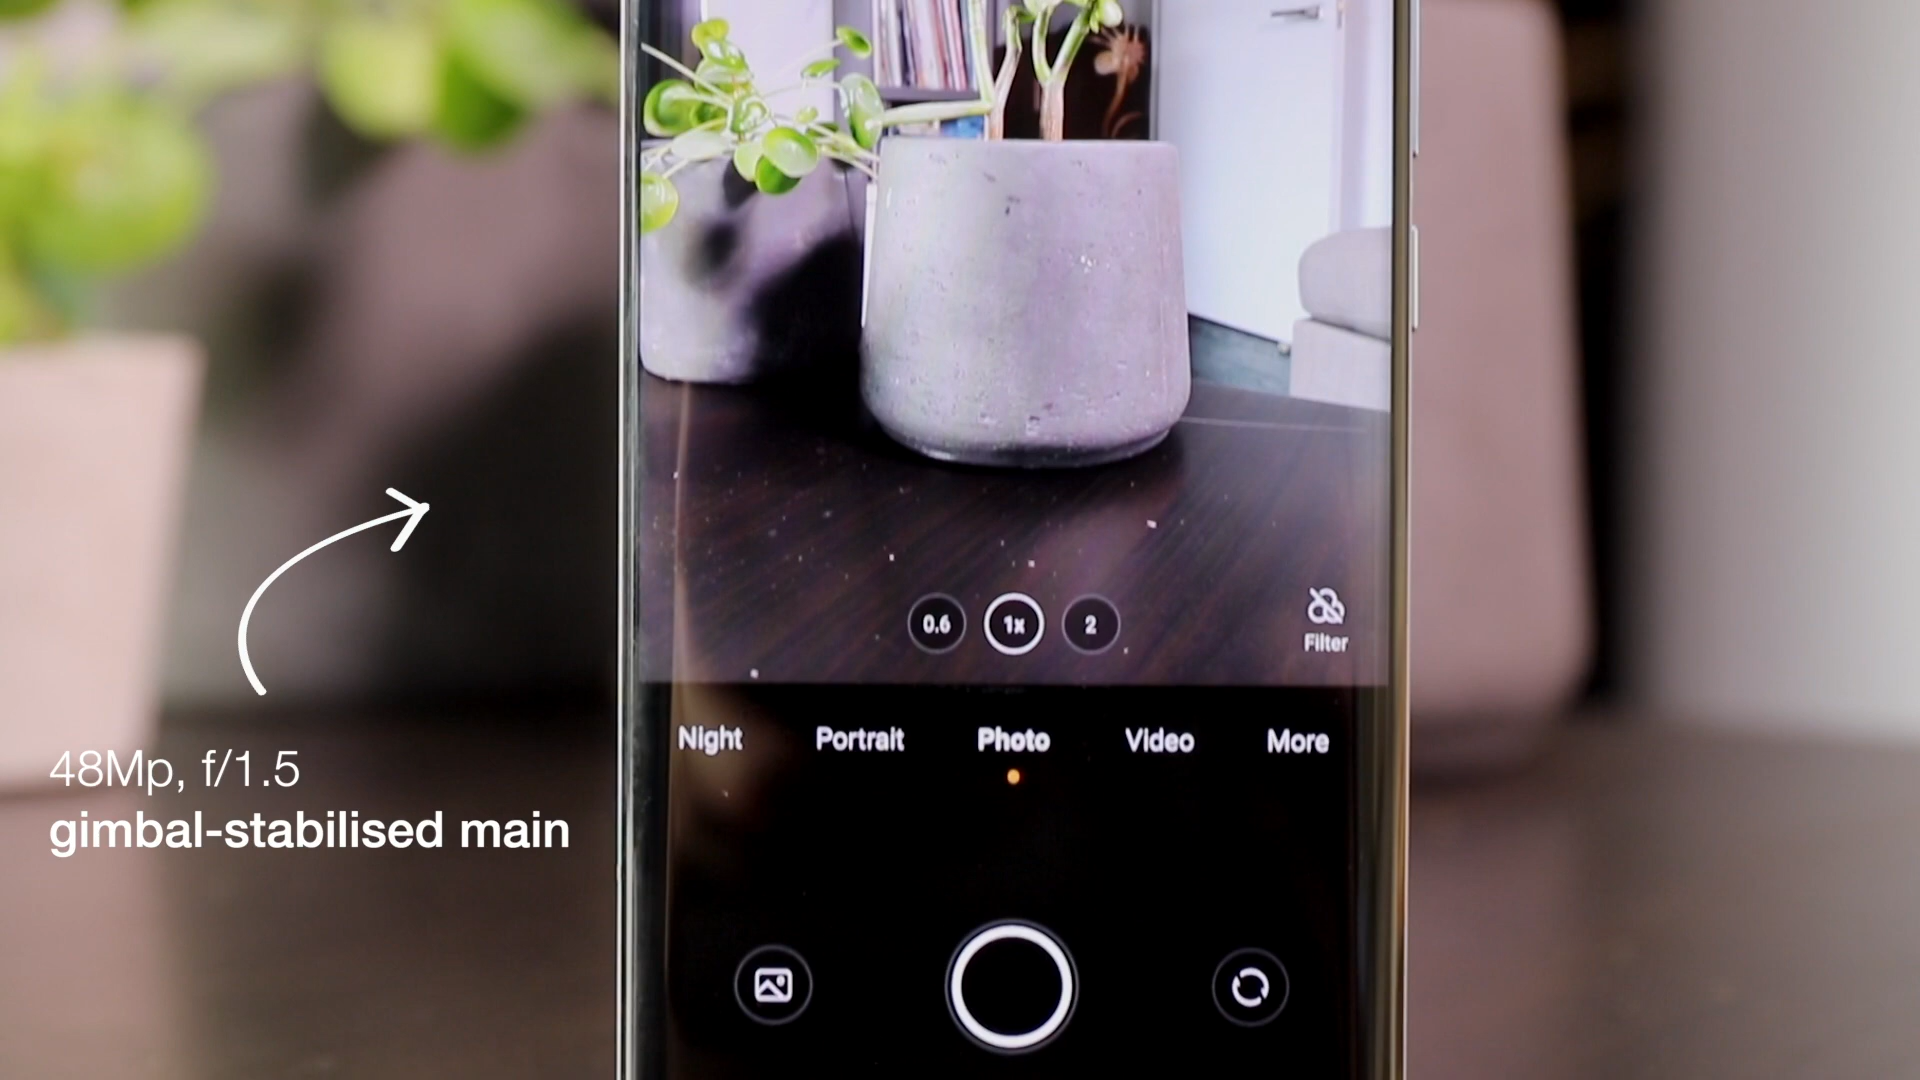 0.6 1x 2
Filter
Night Portrait Photo Video More
48Mp, f/1.5
gimbal-stabilised main